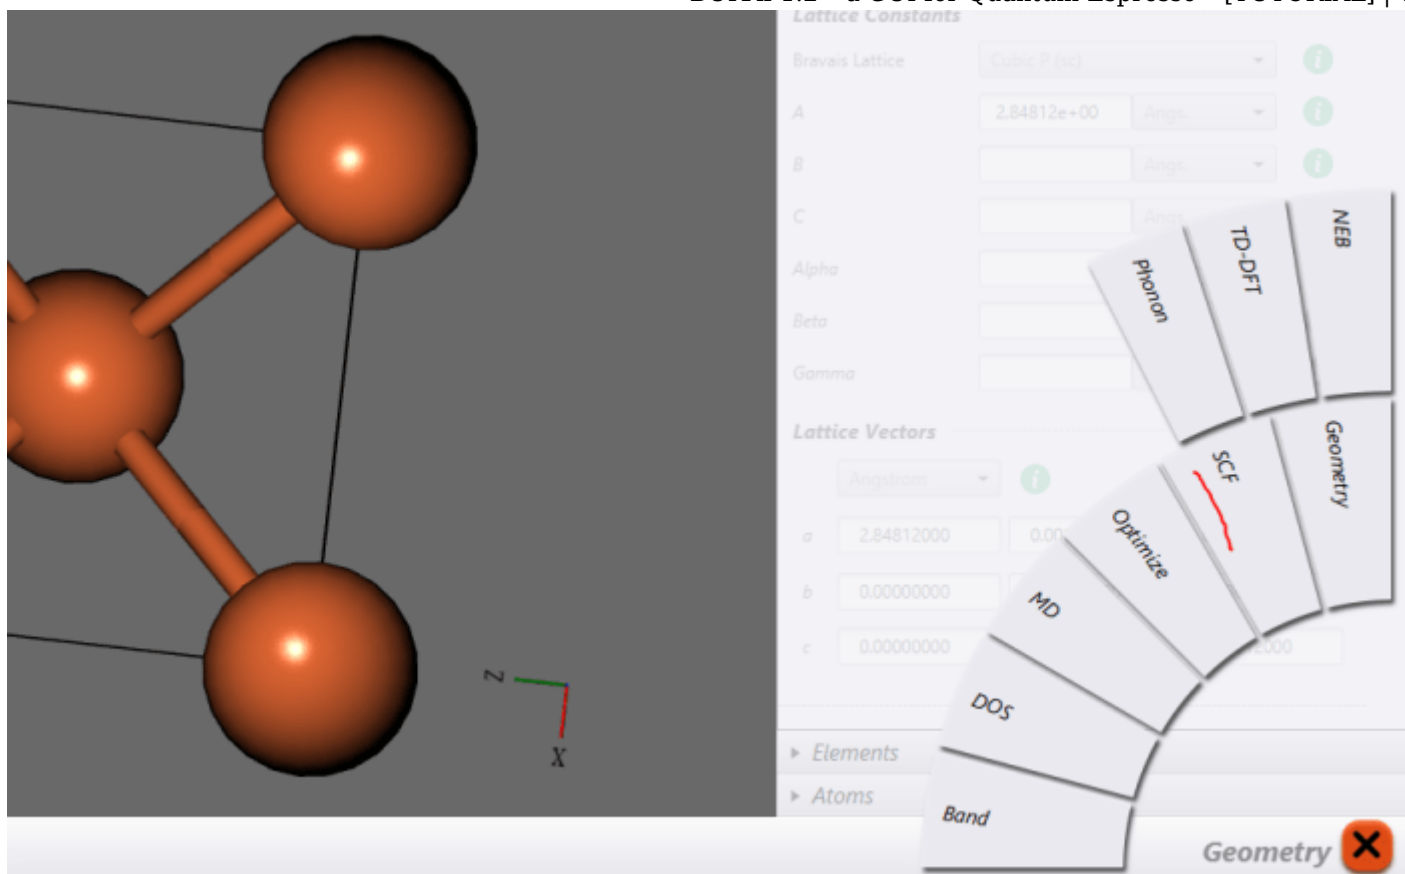 Lattice Constants
Bravais Lattice
Cubic P (sc)
A
2.84812e+00
Angs.
B
Angs.
C
Angs.
Alpha
Beta
Gamma
Lattice Vectors
Angstrom
a
2.84812000
0.00
b
0.00000000
c
0.00000000
2000
Elements
Atoms
NEB
TD-DFT
Phonon
Geometry
SCF
Optimize
MD
DOS
Band
Z
X
Geometry